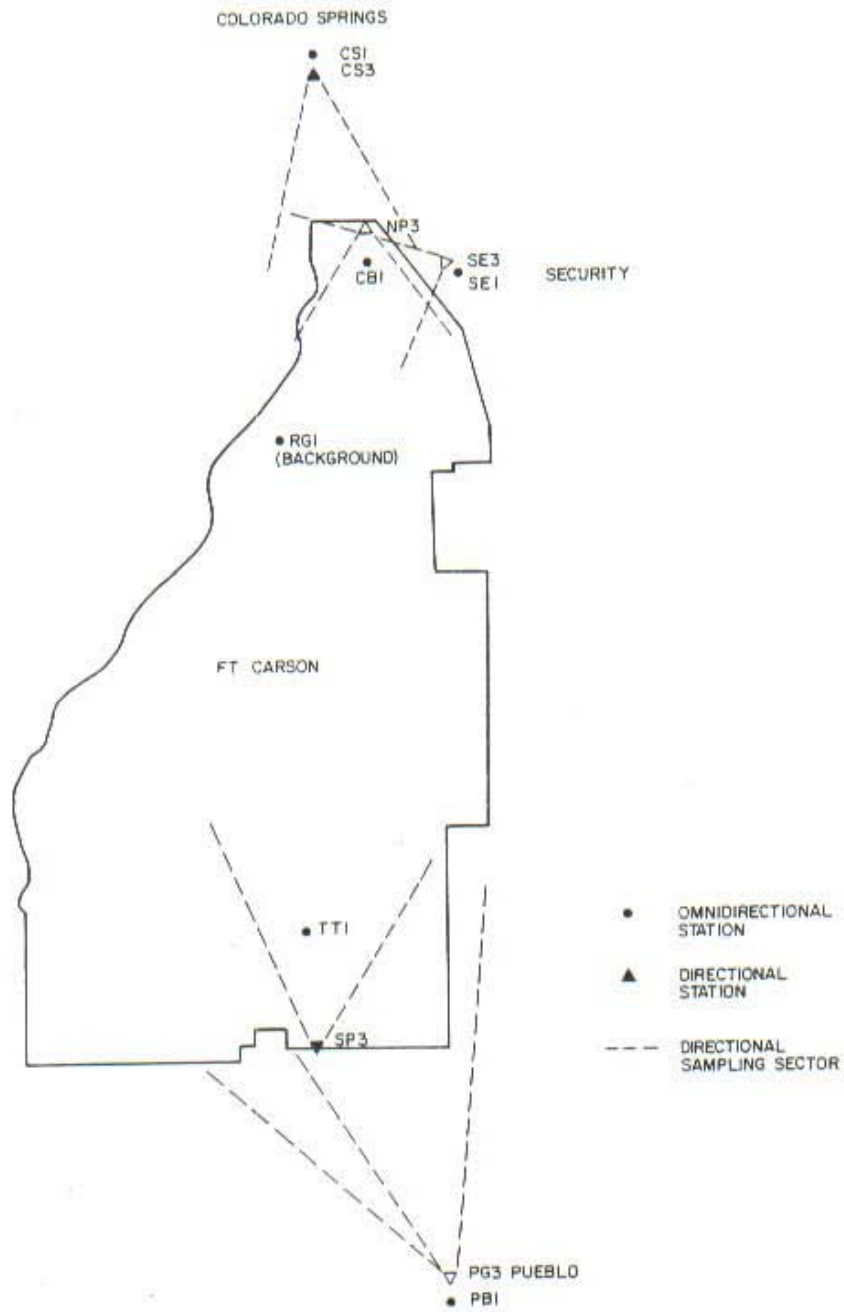 COLORADO SPRINGS
CS1
CS3
NP3
SE3
CB1
SE1
SECURITY
RG1
(BACKGROUND)
FT CARSON
TT1
OMNIDIRECTIONAL
STATION
DIRECTIONAL
STATION
SP3
DIRECTIONAL
SAMPLING SECTOR
PG3 PUEBLO
PB1